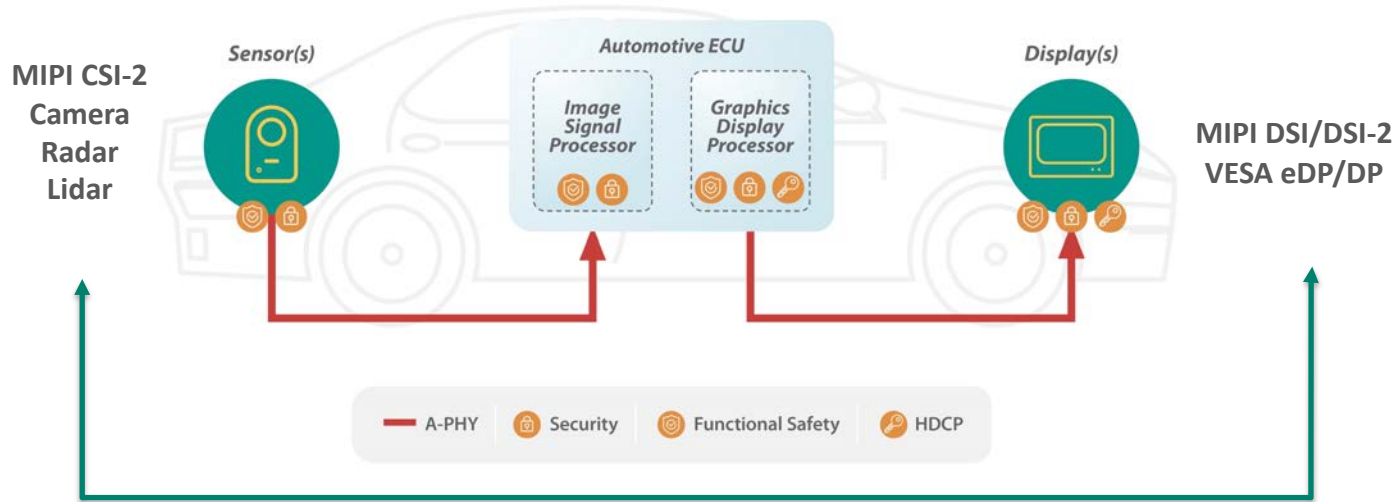 MIPI CSI-2
Camera
Radar
Lidar
Sensor(s)
Automotive ECU
Image
Signal
Processor
Graphics
Display
Processor
Display(s)
MIPI DSI/DSI-2
VESA eDP/DP
A-PHY
Security
Functional Safety
HDCP